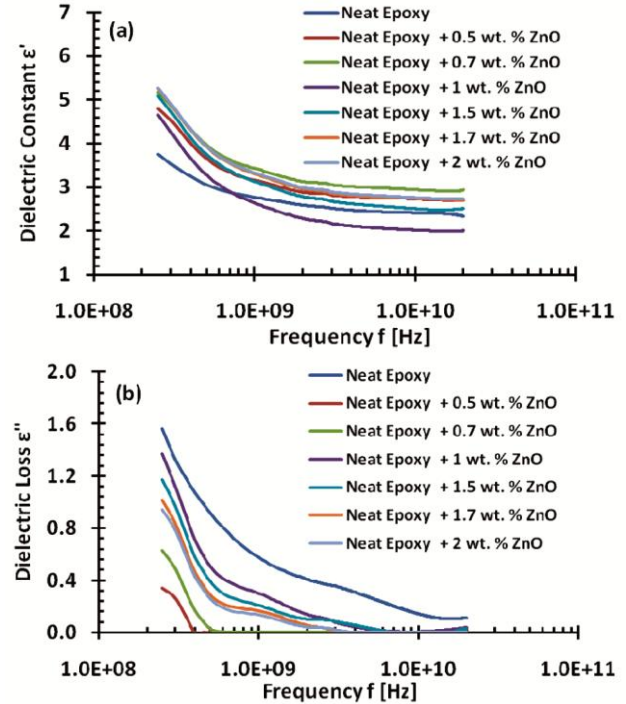 (a)
Neat Epoxy
Neat Epoxy + 0.5 wt. % ZnO
Neat Epoxy + 0.7 wt. % ZnO
Neat Epoxy + 1 wt. % ZnO
Neat Epoxy + 1.5 wt. % ZnO
Neat Epoxy + 1.7 wt. % ZnO
Neat Epoxy + 2 wt. % ZnO
Dielectric Constant ε'
7
6
5
4
3
2
1
1.0E+08 1.0E+09 1.0E+10 1.0E+11
Frequency f [Hz]
(b)
Neat Epoxy
Neat Epoxy + 0.5 wt. % ZnO
Neat Epoxy + 0.7 wt. % ZnO
Neat Epoxy + 1 wt. % ZnO
Neat Epoxy + 1.5 wt. % ZnO
Neat Epoxy + 1.7 wt. % ZnO
Neat Epoxy + 2 wt. % ZnO
Dielectric Loss ε"
2.0
1.6
1.2
0.8
0.4
0.0
1.0E+08 1.0E+09 1.0E+10 1.0E+11
Frequency f [Hz]